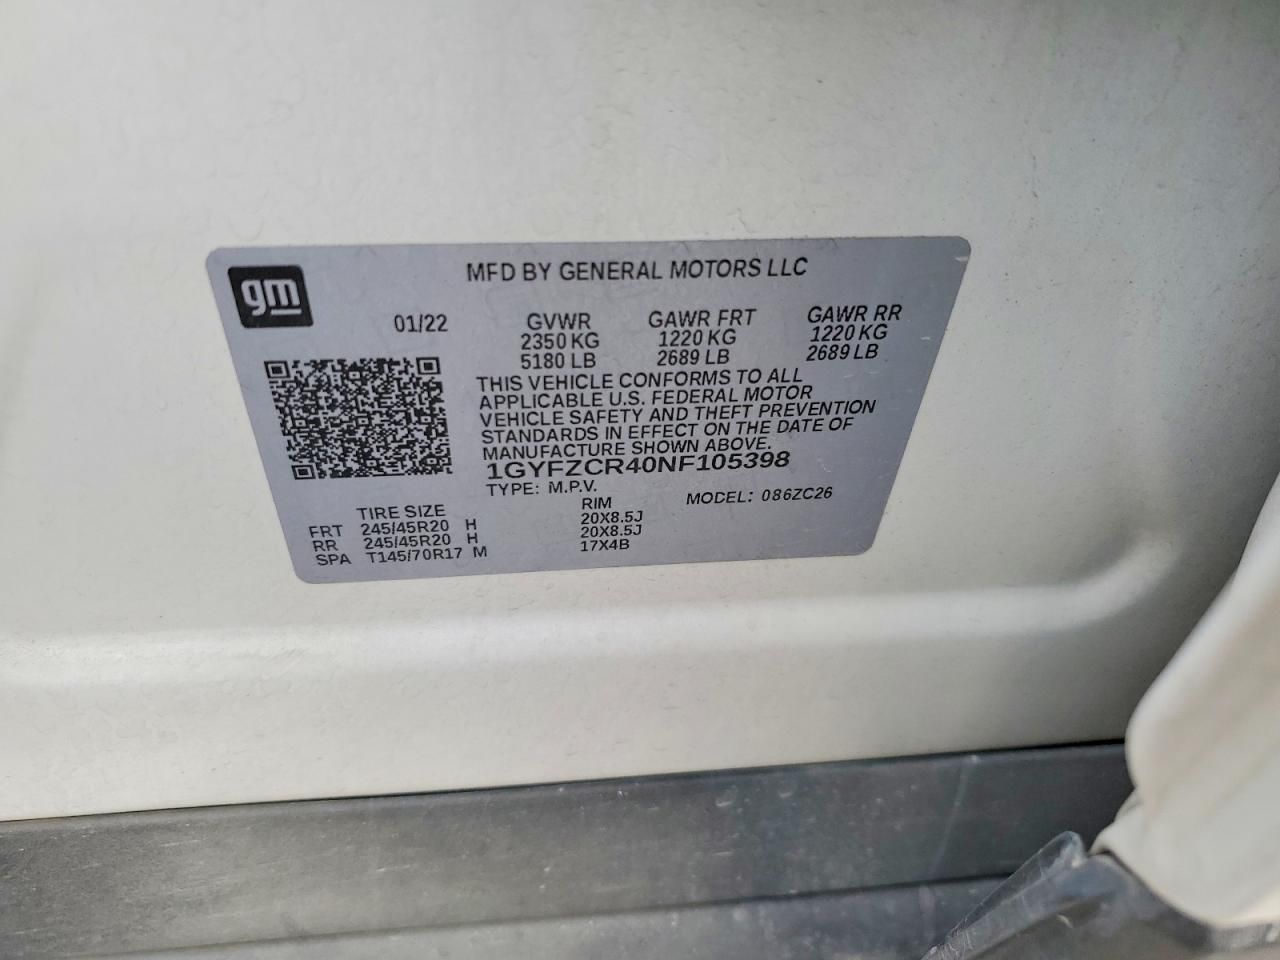 gm
MFD BY GENERAL MOTORS LLC
01/22
GVWR GAWR FRT GAWR RR
2350 KG 1220 KG 1220 KG
5180 LB 2689 LB 2689 LB
THIS VEHICLE CONFORMS TO ALL
APPLICABLE U.S. FEDERAL MOTOR
VEHICLE SAFETY AND THEFT PREVENTION
STANDARDS IN EFFECT ON THE DATE OF
MANUFACTURE SHOWN ABOVE.
1GYFZCR40NF105398
TYPE: M.P.V. MODEL: 086ZC26
TIRE SIZE RIM
FRT 245/45R20 H 20X8.5J
RR 245/45R20 H 20X8.5J
SPA T145/70R17 M 17X4B